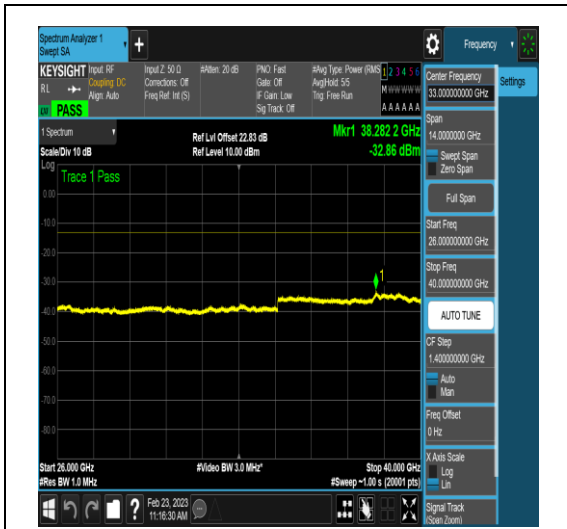 Spectrum Analyzer 1
Swept SA
Frequency
KEYSIGHT
RL
Input: RF
Coupling: DC
Align: Auto
Input Z: 50 Ω
Corrections: Off
Freq Ref: Int (S)
#Atten: 20 dB
PNO: Fast
Gate: Off
IF Gain: Low
Sig Track: Off
#Avg Type: Power (RMS
Avg|Hold: 5/5
Trig: Free Run
1 2 3 4 5 6
M W W W W W
A A A A A A
PASS
Center Frequency
33.000000000 GHz
Settings
Span
14.0000000 GHz
Swept Span
Zero Span
Full Span
Start Freq
26.000000000 GHz
Stop Freq
40.000000000 GHz
AUTO TUNE
CF Step
1.400000000 GHz
Auto
Man
Freq Offset
0 Hz
X Axis Scale
Log
Lin
Signal Track
(Span Zoom)
1 Spectrum
Scale/Div 10 dB
Ref Lvl Offset 22.83 dB
Ref Level 10.00 dBm
Mkr1 38.282 2 GHz
-32.86 dBm
Log
Trace 1 Pass
0.00
-10.0
-20.0
-30.0
-40.0
-50.0
-60.0
-70.0
-80.0
1
Start 26.000 GHz
#Res BW 1.0 MHz
#Video BW 3.0 MHz*
Stop 40.000 GHz
#Sweep ~1.00 s (20001 pts)
?
Feb 23, 2023
11:16:30 AM